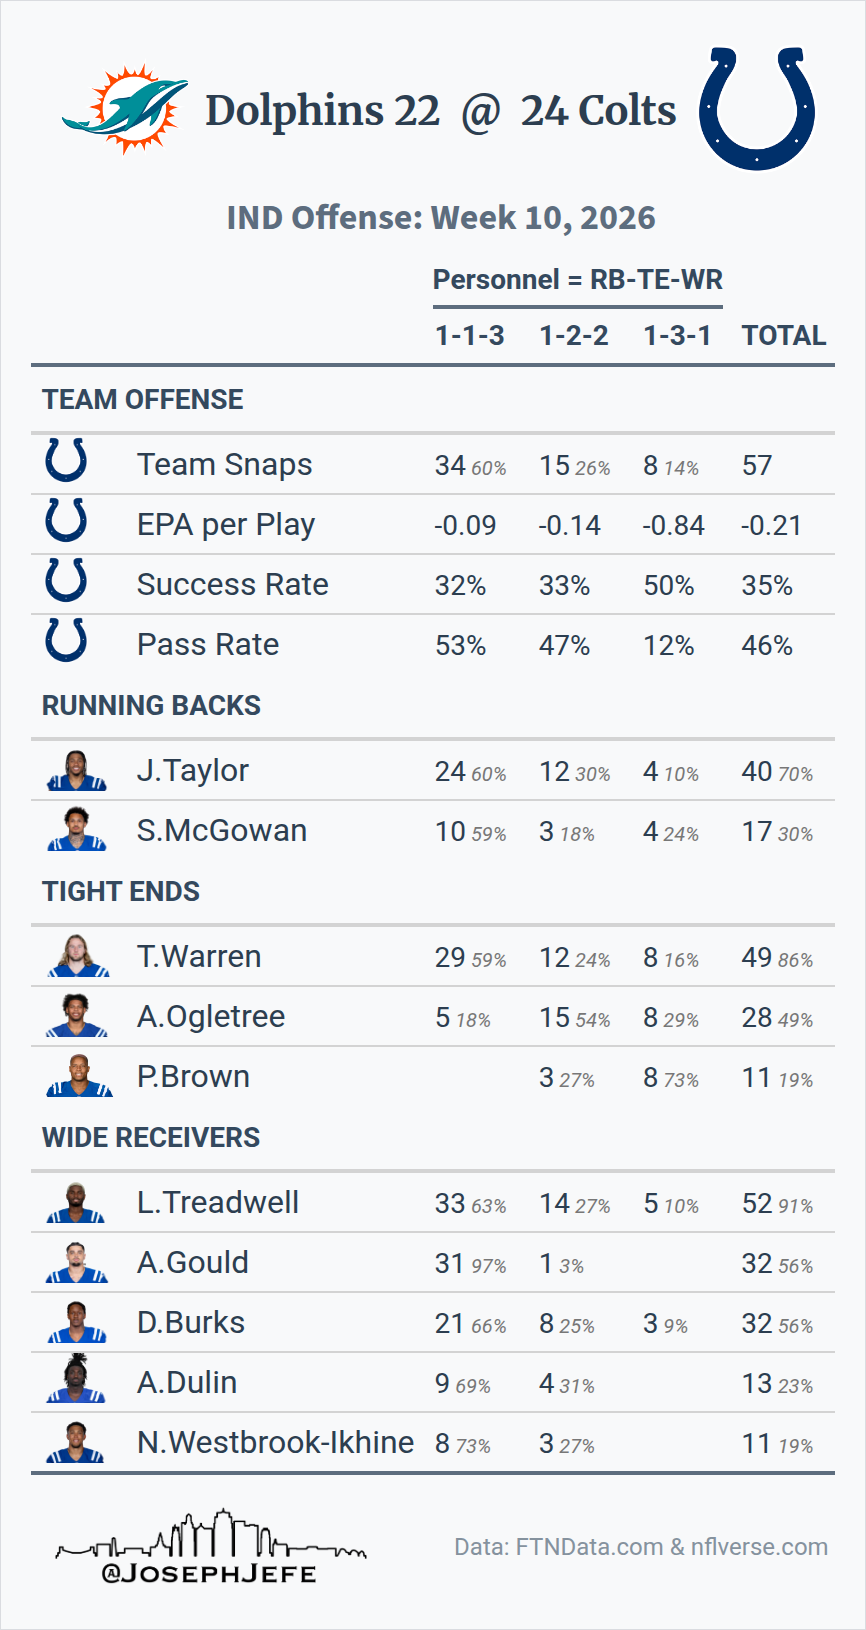 Dolphins 22 @ 24 Colts
IND Offense: Week 10, 2026
Personnel = RB-TE-WR
1-1-3 1-2-2 1-3-1 TOTAL
TEAM OFFENSE
Team Snaps 34 60% 15 26% 8 14% 57
EPA per Play -0.09 -0.14 -0.84 -0.21
Success Rate 32% 33% 50% 35%
Pass Rate 53% 47% 12% 46%
RUNNING BACKS
J.Taylor 24 60% 12 30% 4 10% 40 70%
S.McGowan 10 59% 3 18% 4 24% 17 30%
TIGHT ENDS
T.Warren 29 59% 12 24% 8 16% 49 86%
A.Ogletree 5 18% 15 54% 8 29% 28 49%
P.Brown 3 27% 8 73% 11 19%
WIDE RECEIVERS
L.Treadwell 33 63% 14 27% 5 10% 52 91%
A.Gould 31 97% 1 3% 32 56%
D.Burks 21 66% 8 25% 3 9% 32 56%
A.Dulin 9 69% 4 31% 13 23%
N.Westbrook-Ikhine 8 73% 3 27% 11 19%
@JosephJefe
Data: FTNData.com & nflverse.com